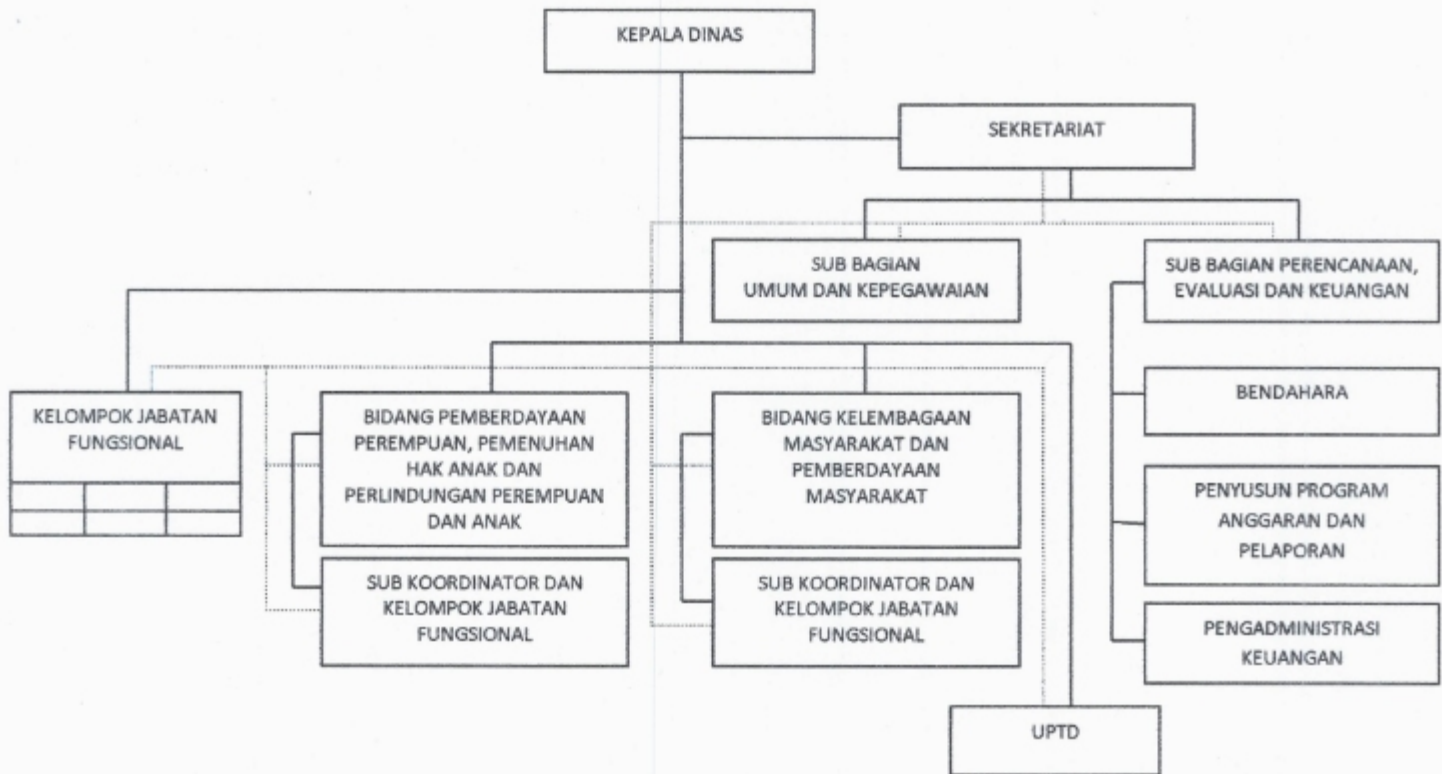 KEPALA DINAS
SEKRETARIAT
SUB BAGIAN
UMUM DAN KEPEGAWAIAN
SUB BAGIAN PERENCANAAN,
EVALUASI DAN KEUANGAN
KELOMPOK JABATAN
FUNGSIONAL
BIDANG PEMBERDAYAAN
PEREMPUAN, PEMENUHAN
HAK ANAK DAN
PERLINDUNGAN PEREMPUAN
DAN ANAK
BIDANG KELEMBAGAAN
MASYARAKAT DAN
PEMBERDAYAAN
MASYARAKAT
BENDAHARA
PENYUSUN PROGRAM
ANGGARAN DAN
PELAPORAN
SUB KOORDINATOR DAN
KELOMPOK JABATAN
FUNGSIONAL
SUB KOORDINATOR DAN
KELOMPOK JABATAN
FUNGSIONAL
PENGADMINISTRASI
KEUANGAN
UPTD